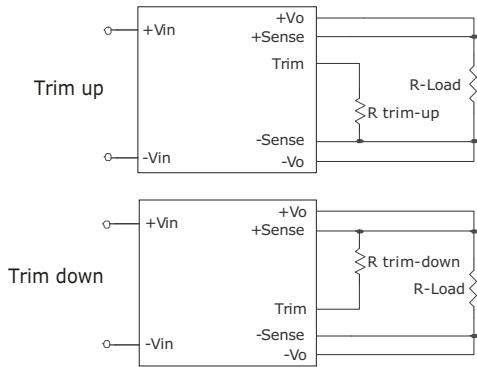 +Vo
+Vin
+Sense
Trim
Trim up
R-Load
R trim-up
-Sense
-Vin
-Vo
+Vo
+Vin
+Sense
R trim-down
Trim down
R-Load
Trim
-Sense
-Vin
-Vo